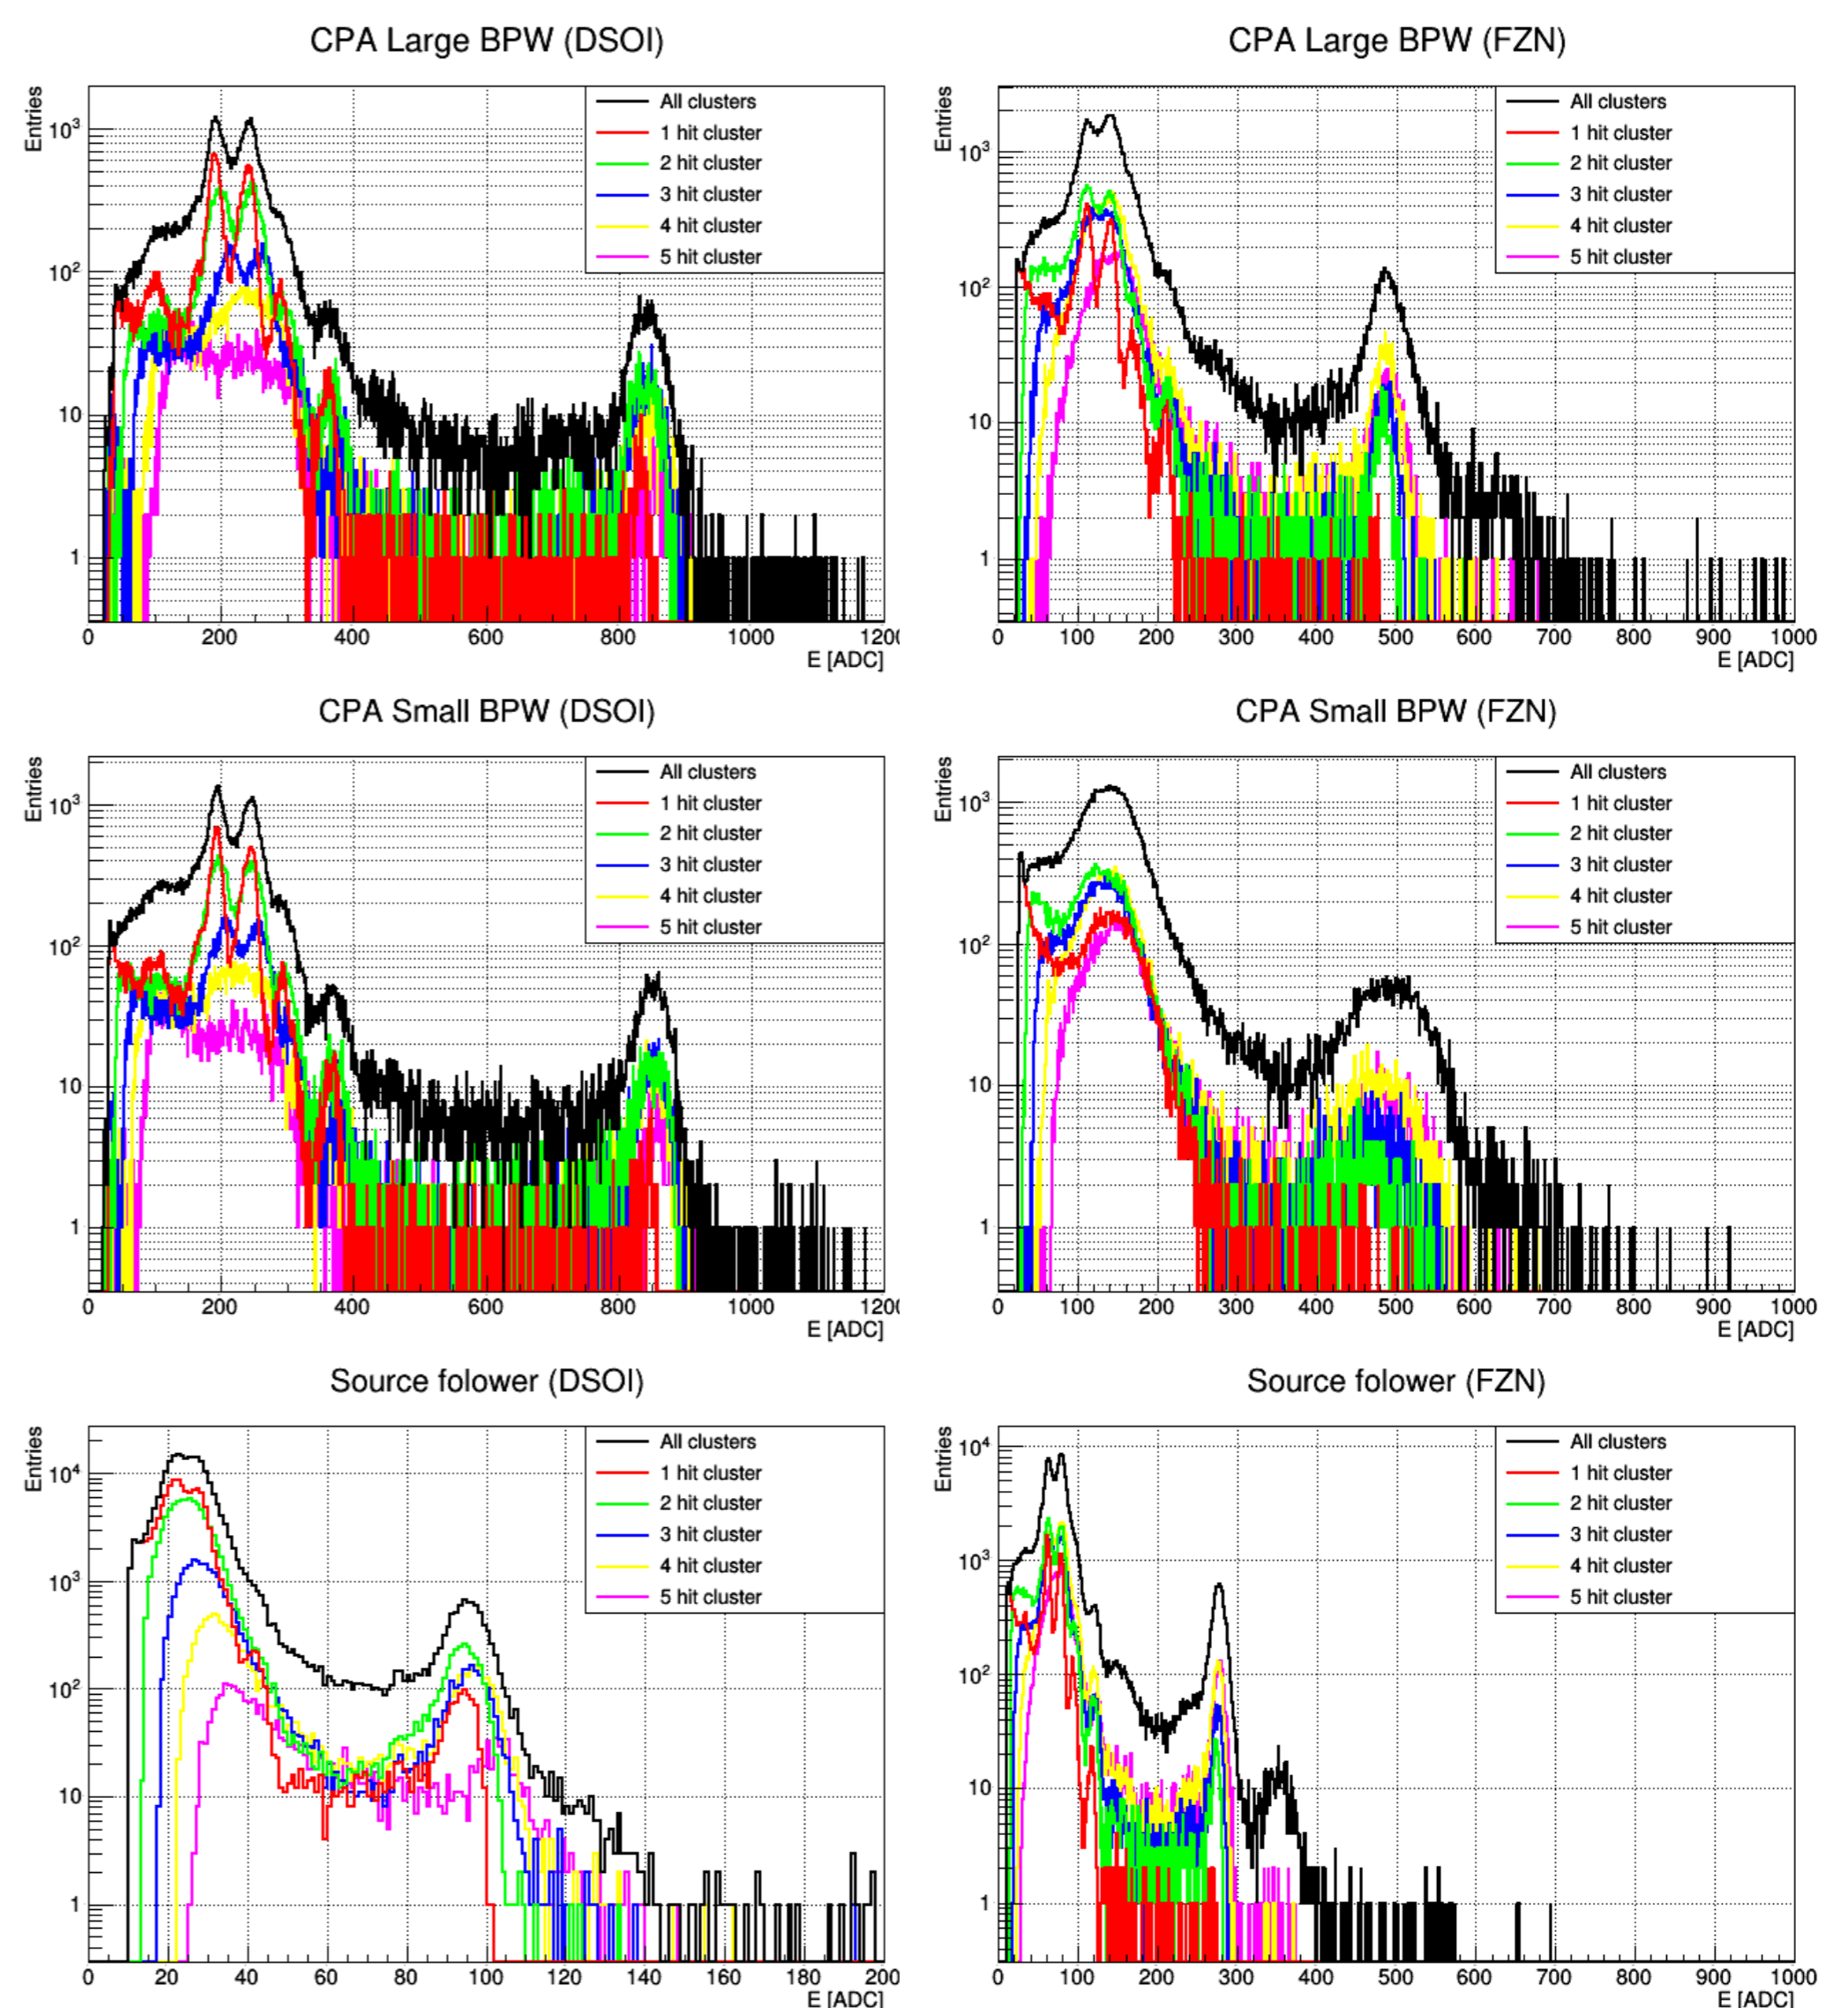 CPA Large BPW (DSOI)
Entries
10³
10²
10
1
All clusters
1 hit cluster
2 hit cluster
3 hit cluster
4 hit cluster
5 hit cluster
0 200 400 600 800 1000 120
E [ADC]
CPA Large BPW (FZN)
Entries
10³
10²
10
1
All clusters
1 hit cluster
2 hit cluster
3 hit cluster
4 hit cluster
5 hit cluster
0 100 200 300 400 500 600 700 800 900 1000
E [ADC]
CPA Small BPW (DSOI)
Entries
10³
10²
10
1
All clusters
1 hit cluster
2 hit cluster
3 hit cluster
4 hit cluster
5 hit cluster
0 200 400 600 800 1000 120
E [ADC]
CPA Small BPW (FZN)
Entries
10³
10²
10
1
All clusters
1 hit cluster
2 hit cluster
3 hit cluster
4 hit cluster
5 hit cluster
0 100 200 300 400 500 600 700 800 900 1000
E [ADC]
Source folower (DSOI)
Entries
10⁴
10³
10²
10
1
All clusters
1 hit cluster
2 hit cluster
3 hit cluster
4 hit cluster
5 hit cluster
0 20 40 60 80 100 120 140 160 180 200
E [ADC]
Source folower (FZN)
Entries
10⁴
10³
10²
10
1
All clusters
1 hit cluster
2 hit cluster
3 hit cluster
4 hit cluster
5 hit cluster
0 100 200 300 400 500 600 700 800 900 1000
E [ADC]